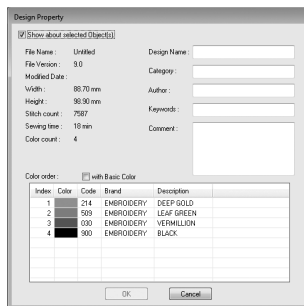 Design Property
Show about selected Object(s)
File Name : Untitled
File Version : 9.0
Modified Date :
Width : 88.70 mm
Height : 98.90 mm
Stitch count : 7587
Sewing time : 18 min
Color count : 4
Design Name :
Category :
Author :
Keywords :
Comment :
Color order : with Basic Color
Index Color Code Brand Description
1 214 EMBROIDERY DEEP GOLD
2 509 EMBROIDERY LEAF GREEN
3 030 EMBROIDERY VERMILLION
4 900 EMBROIDERY BLACK
OK Cancel